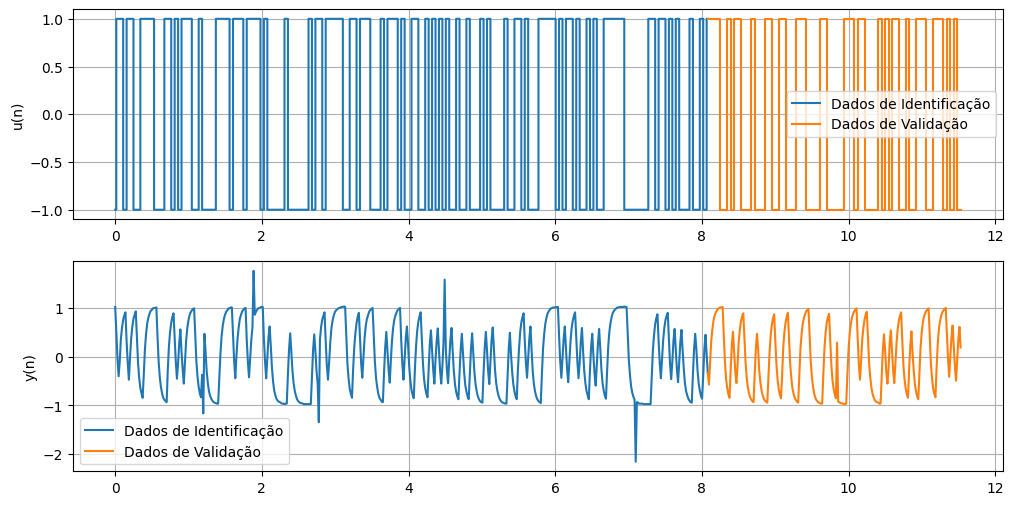 1.0
0.5
0.0
−0.5
−1.0
u(n)
Dados de Identificação
Dados de Validação
0 2 4 6 8 10 12
1
0
−1
−2
y(n)
Dados de Identificação
Dados de Validação
0 2 4 6 8 10 12